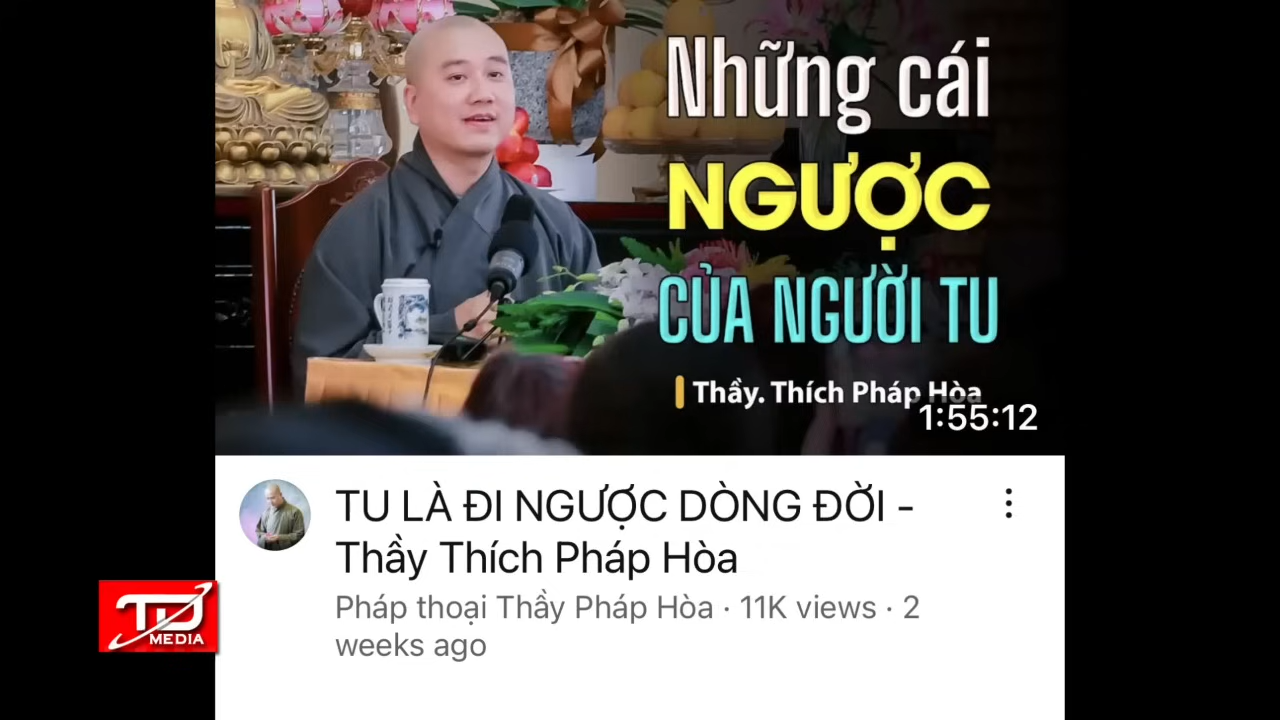 Những cái
NGƯỢC
CỦA NGƯỜI TU
Thầy. Thích Pháp Hòa
1:55:12
TU LÀ ĐI NGƯỢC DÒNG ĐỜI -
Thầy Thích Pháp Hòa
Pháp thoại Thầy Pháp Hòa · 11K views · 2
weeks ago
TD
MEDIA